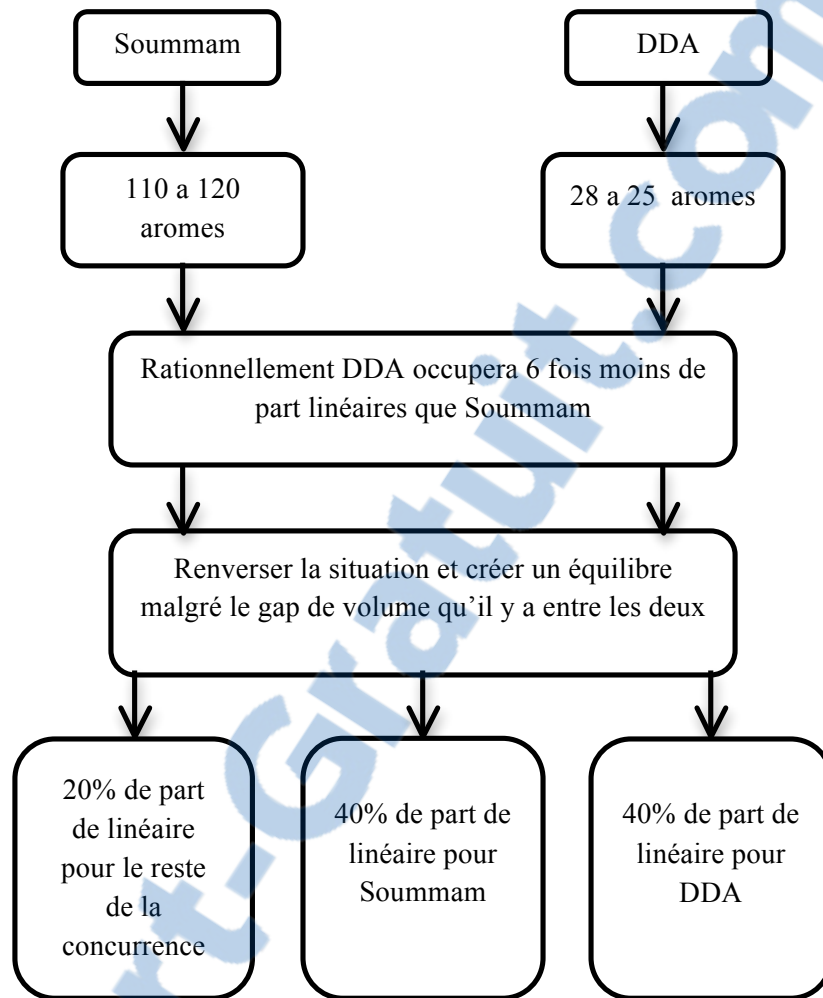 Soummam
DDA
110 a 120
aromes
28 a 25 aromes
Rationnellement DDA occupera 6 fois moins de
part linéaires que Soummam
Renverser la situation et créer un équilibre
malgré le gap de volume qu’il y a entre les deux
20% de part
de linéaire
pour le reste
de la
concurrence
40% de part de
linéaire pour
Soummam
40% de part de
linéaire pour
DDA
rt-Gratuit.com